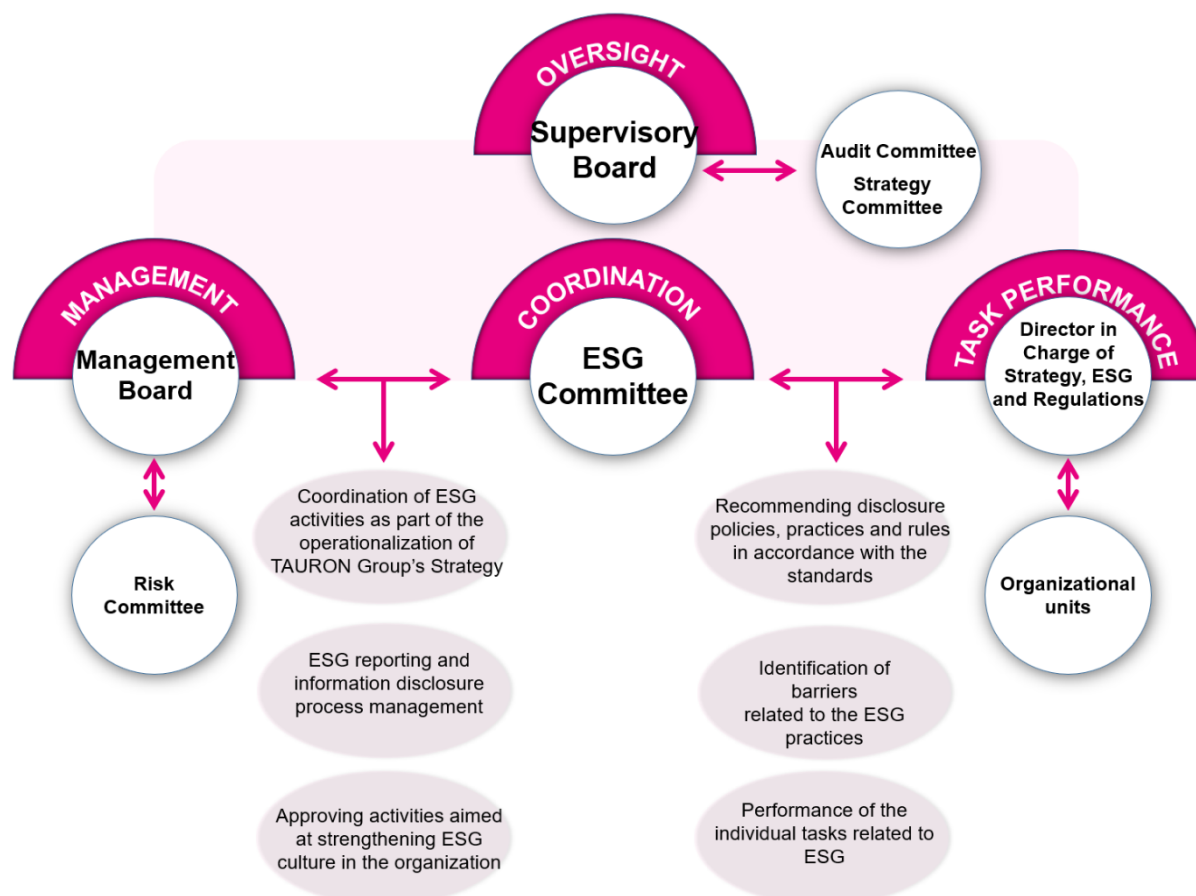 OVERSIGHT
Supervisory
Board
Audit Committee
Strategy
Committee
MANAGEMENT
Management
Board
COORDINATION
ESG
Committee
TASK PERFORMANCE
Director in
Charge of
Strategy, ESG
and Regulations
Risk
Committee
Coordination of ESG
activities as part of the
operationalization of
TAURON Group's Strategy
Recommending disclosure
policies, practices and rules
in accordance with the
standards
Organizational
units
ESG reporting and
information disclosure
process management
Identification of
barriers
related to the ESG
practices
Approving activities aimed
at strengthening ESG
culture in the organization
Performance of the
individual tasks related to
ESG